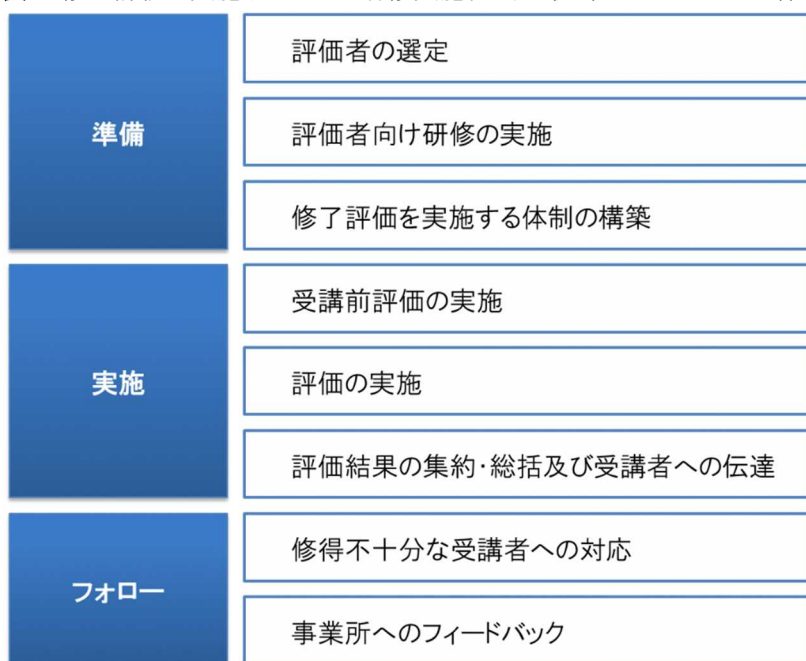 準備
評価者の選定
評価者向け研修の実施
修了評価を実施する体制の構築
実施
受講前評価の実施
評価の実施
評価結果の集約・総括及び受講者への伝達
フォロー
修得不十分な受講者への対応
事業所へのフィードバック